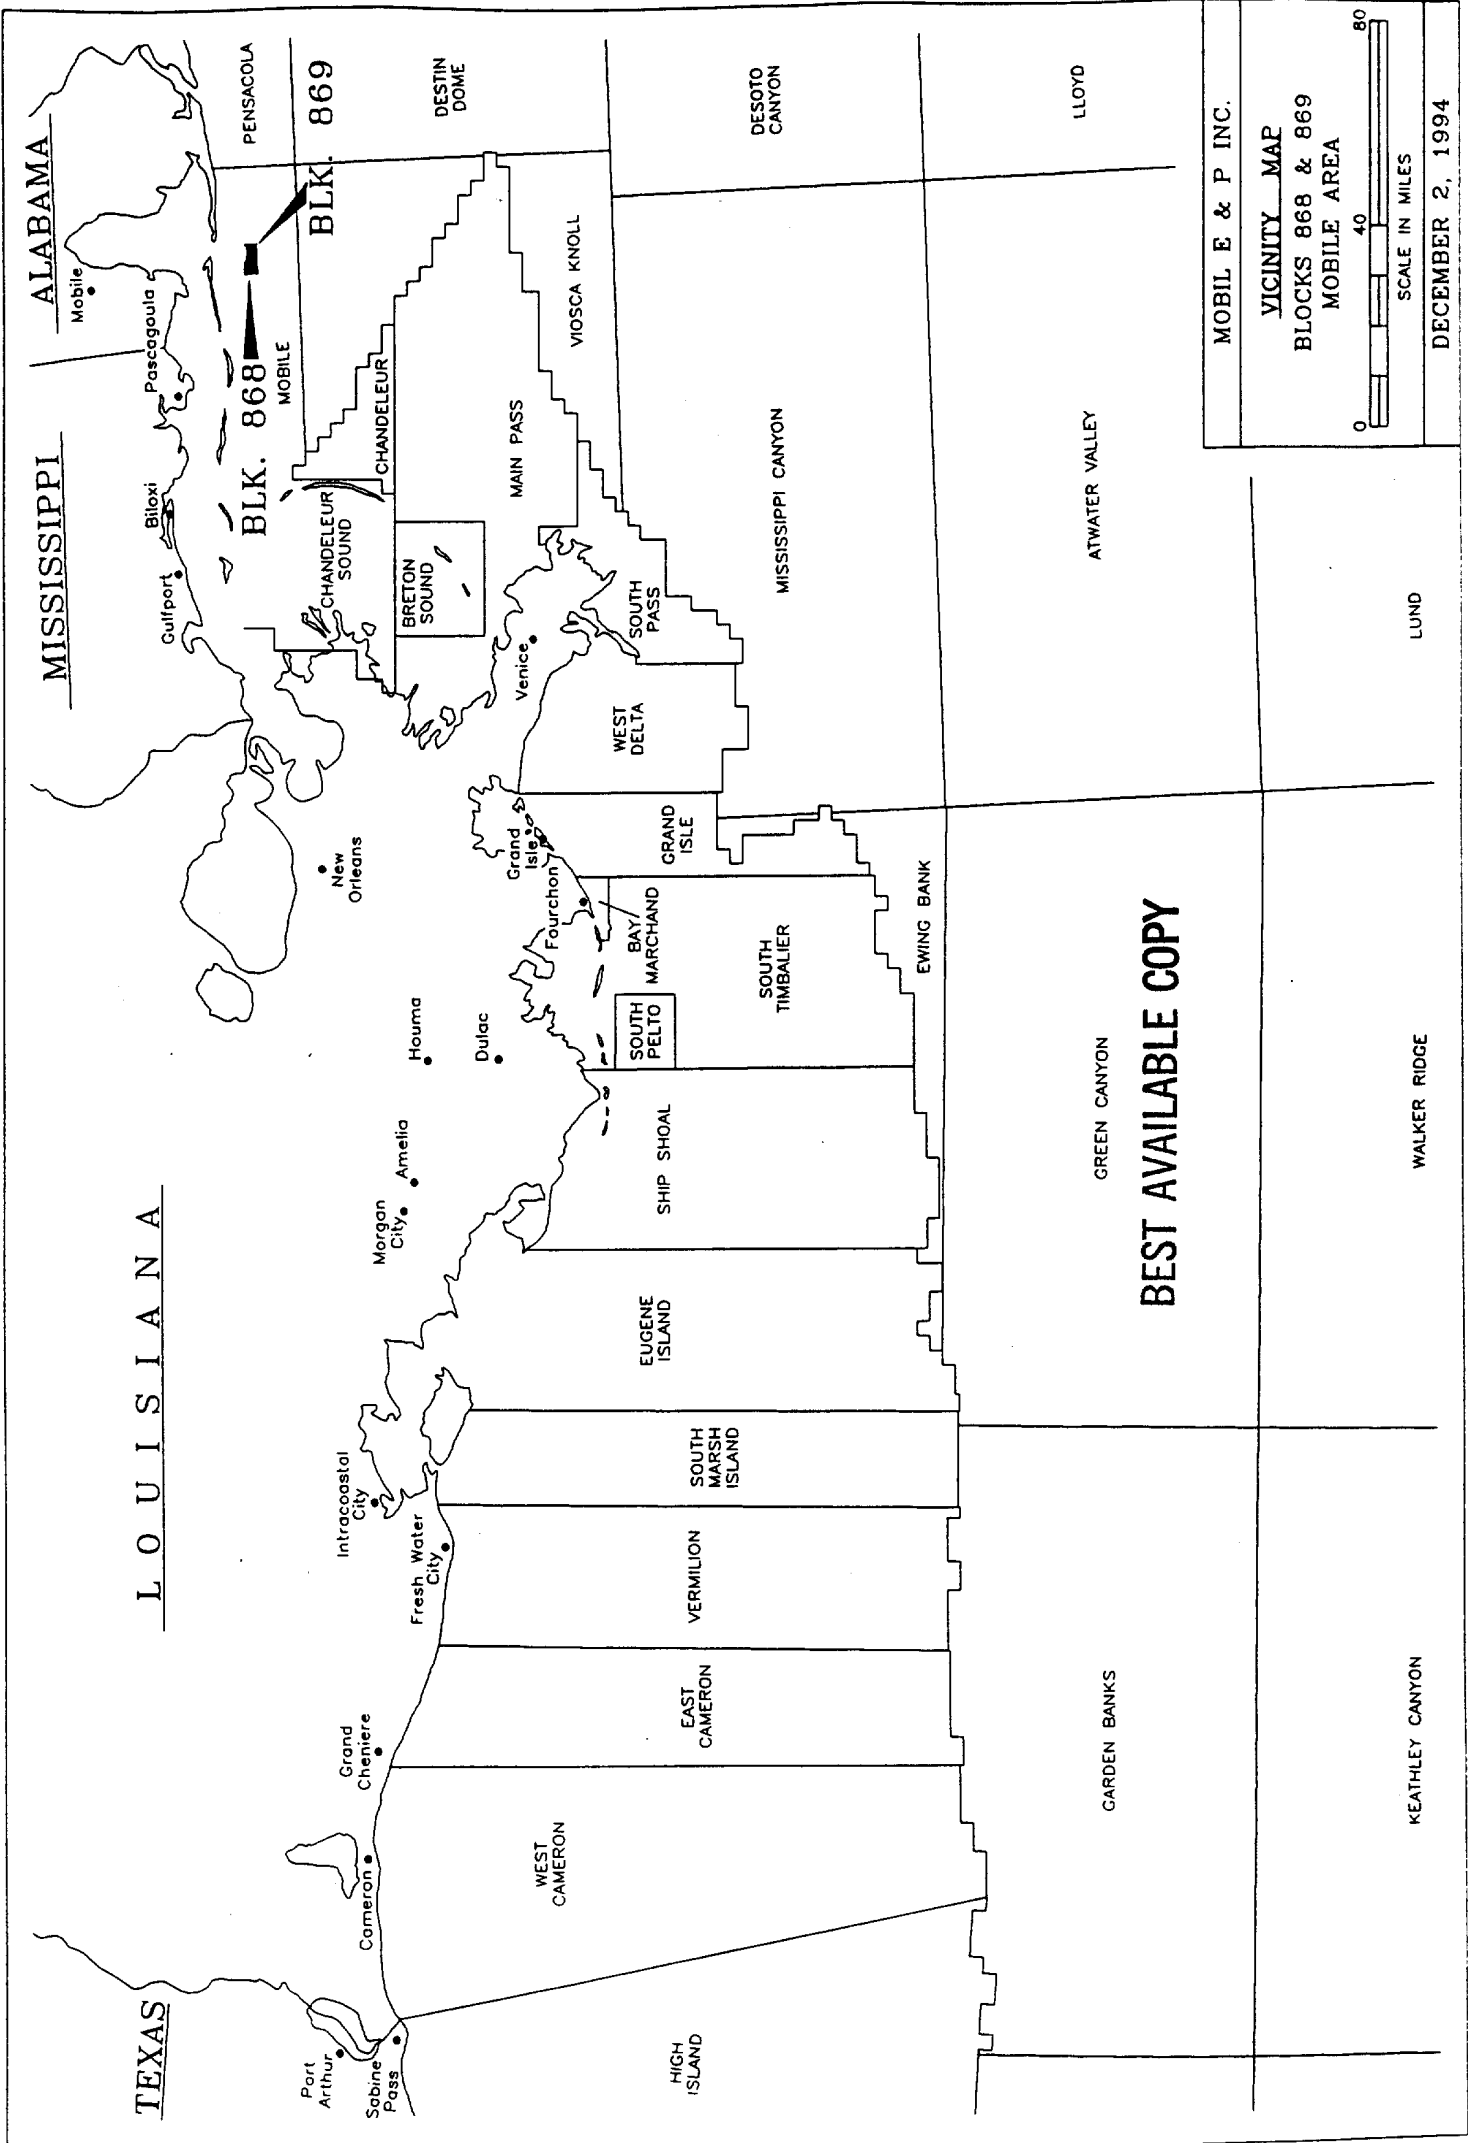 TEXAS
L O U I S I A N A
MISSISSIPPI
ALABAMA
Port
Arthur
Sabine
Pass
Cameron
Grand
Cheniere
Fresh Water
City
Intracoastal
City
Morgan
City
Amelia
Houma
Dulac
New
Orleans
Fourchon
Grand
Isle
Venice
Gulfport
Biloxi
Pascagoula
Mobile
BLK. 868
BLK. 869
MOBILE
PENSACOLA
DESTIN
DOME
CHANDELEUR
SOUND
CHANDELEUR
BRETON
SOUND
MAIN PASS
VIOSCA KNOLL
DESOTO
CANYON
LLOYD
HIGH
ISLAND
WEST
CAMERON
EAST
CAMERON
VERMILION
SOUTH
MARSH
ISLAND
EUGENE
ISLAND
SHIP SHOAL
SOUTH
PELTO
BAY
MARCHAND
SOUTH
TIMBALIER
GRAND
ISLE
WEST
DELTA
SOUTH
PASS
MISSISSIPPI CANYON
EWING BANK
GARDEN BANKS
GREEN CANYON
ATWATER VALLEY
BEST AVAILABLE COPY
KEATHLEY CANYON
WALKER RIDGE
LUND
MOBIL E & P INC.
VICINITY MAP
BLOCKS 868 & 869
MOBILE AREA
0 40 80
SCALE IN MILES
DECEMBER 2, 1994